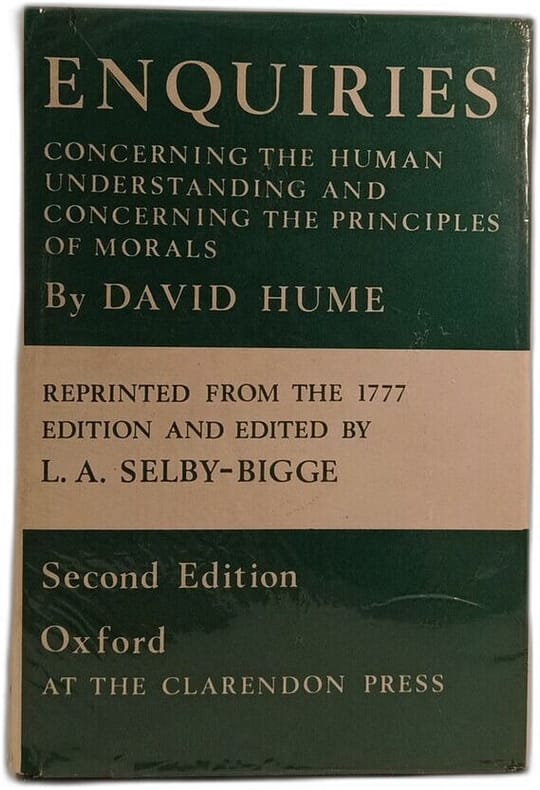 ENQUIRIES
CONCERNING THE HUMAN
UNDERSTANDING AND
CONCERNING THE PRINCIPLES
OF MORALS
By DAVID HUME
REPRINTED FROM THE 1777
EDITION AND EDITED BY
L. A. SELBY-BIGGE
Second Edition
Oxford
AT THE CLARENDON PRESS